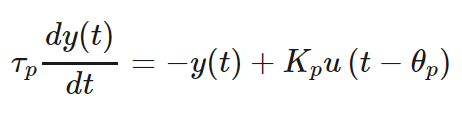 τ_p dy(t)/dt = −y(t) + K_p u (t − θ_p)